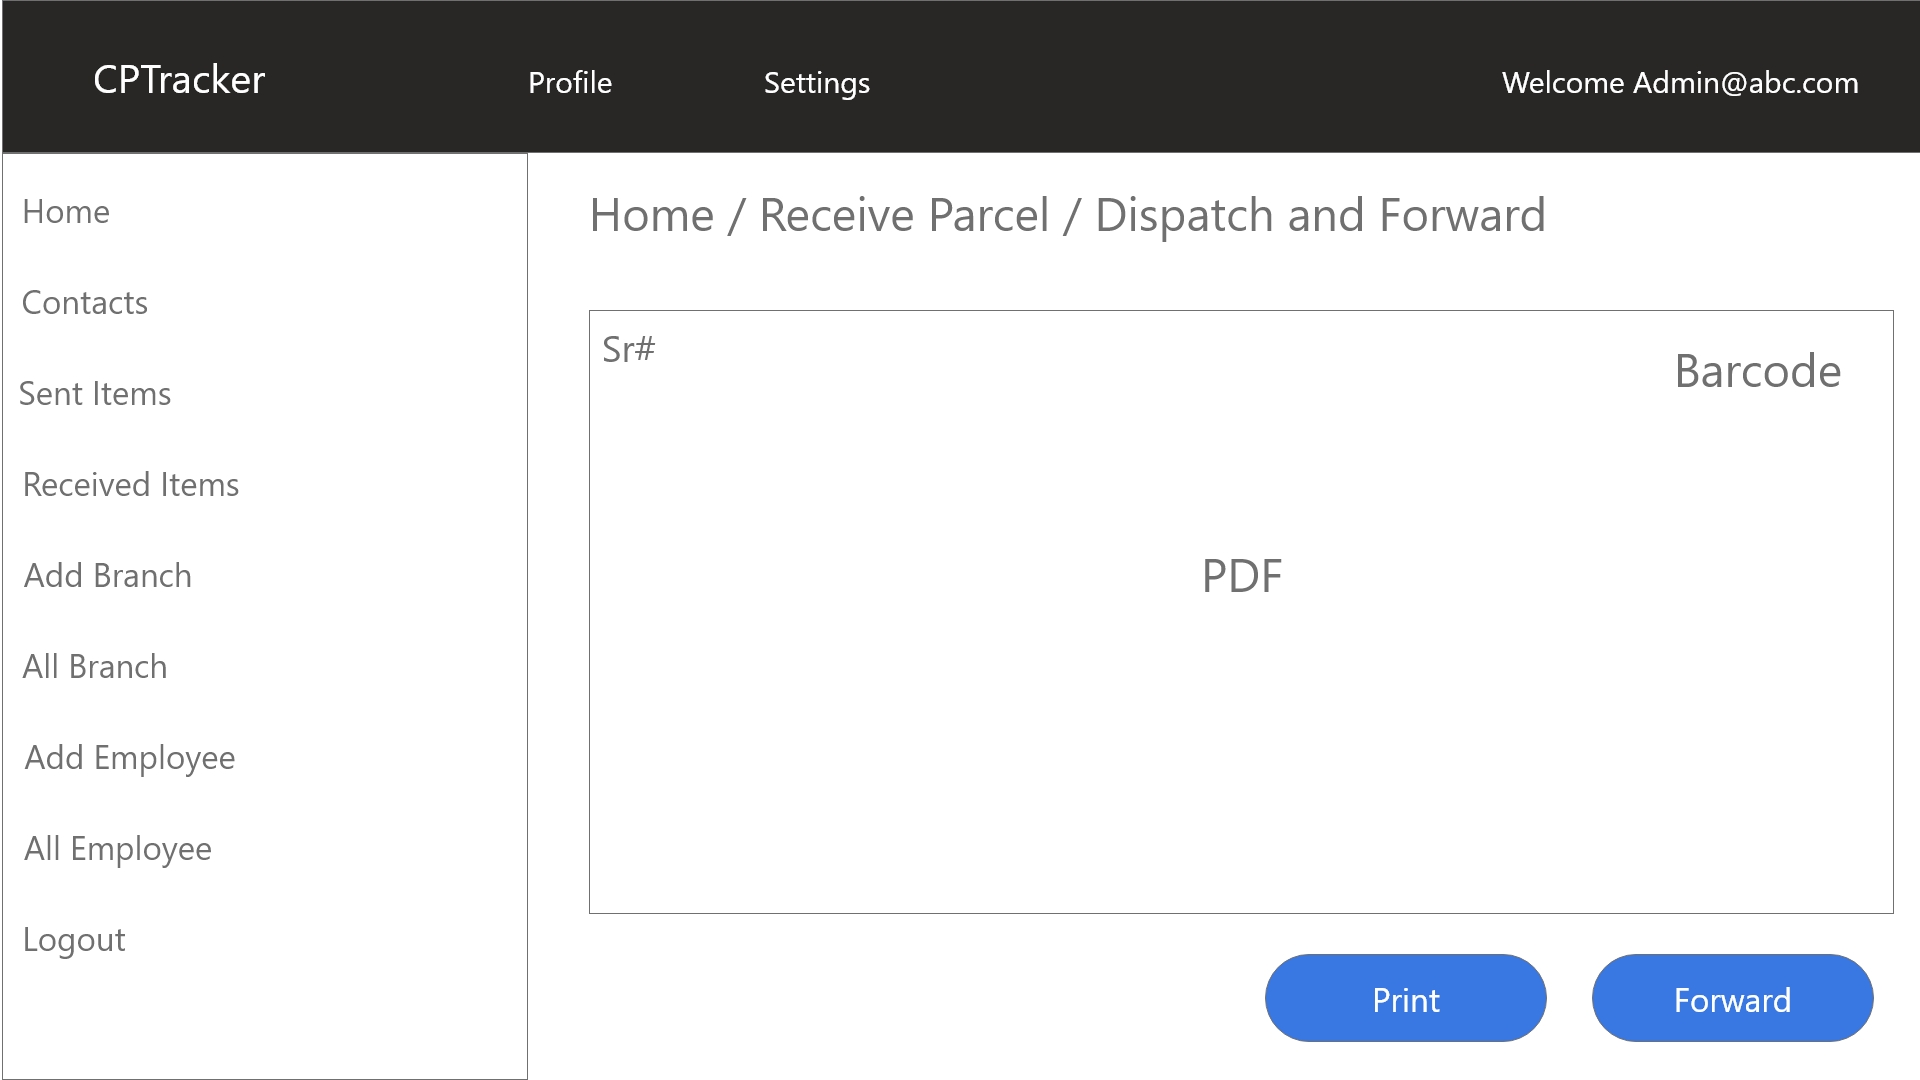 CPTracker
Profile
Settings
Welcome Admin@abc.com
Home
Contacts
Sent Items
Received Items
Add Branch
All Branch
Add Employee
All Employee
Logout
Home / Receive Parcel / Dispatch and Forward
Sr#
Barcode
PDF
Print
Forward